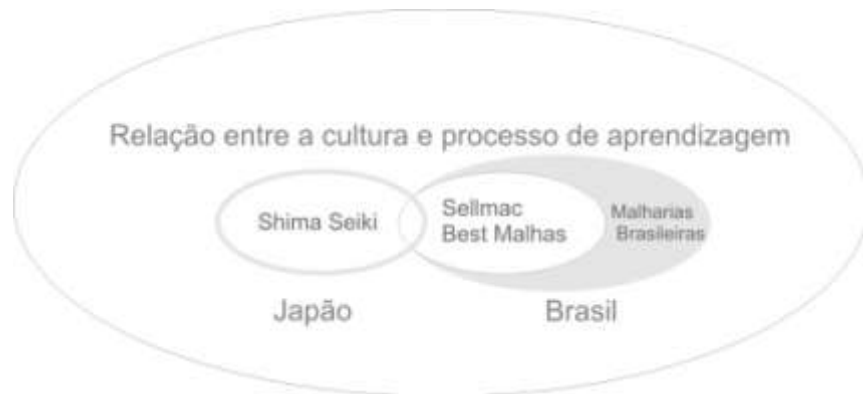 Relação entre a cultura e processo de aprendizagem
Shima Seiki
Sellmac
Best Malhas
Malharias
Brasileiras
Japão
Brasil